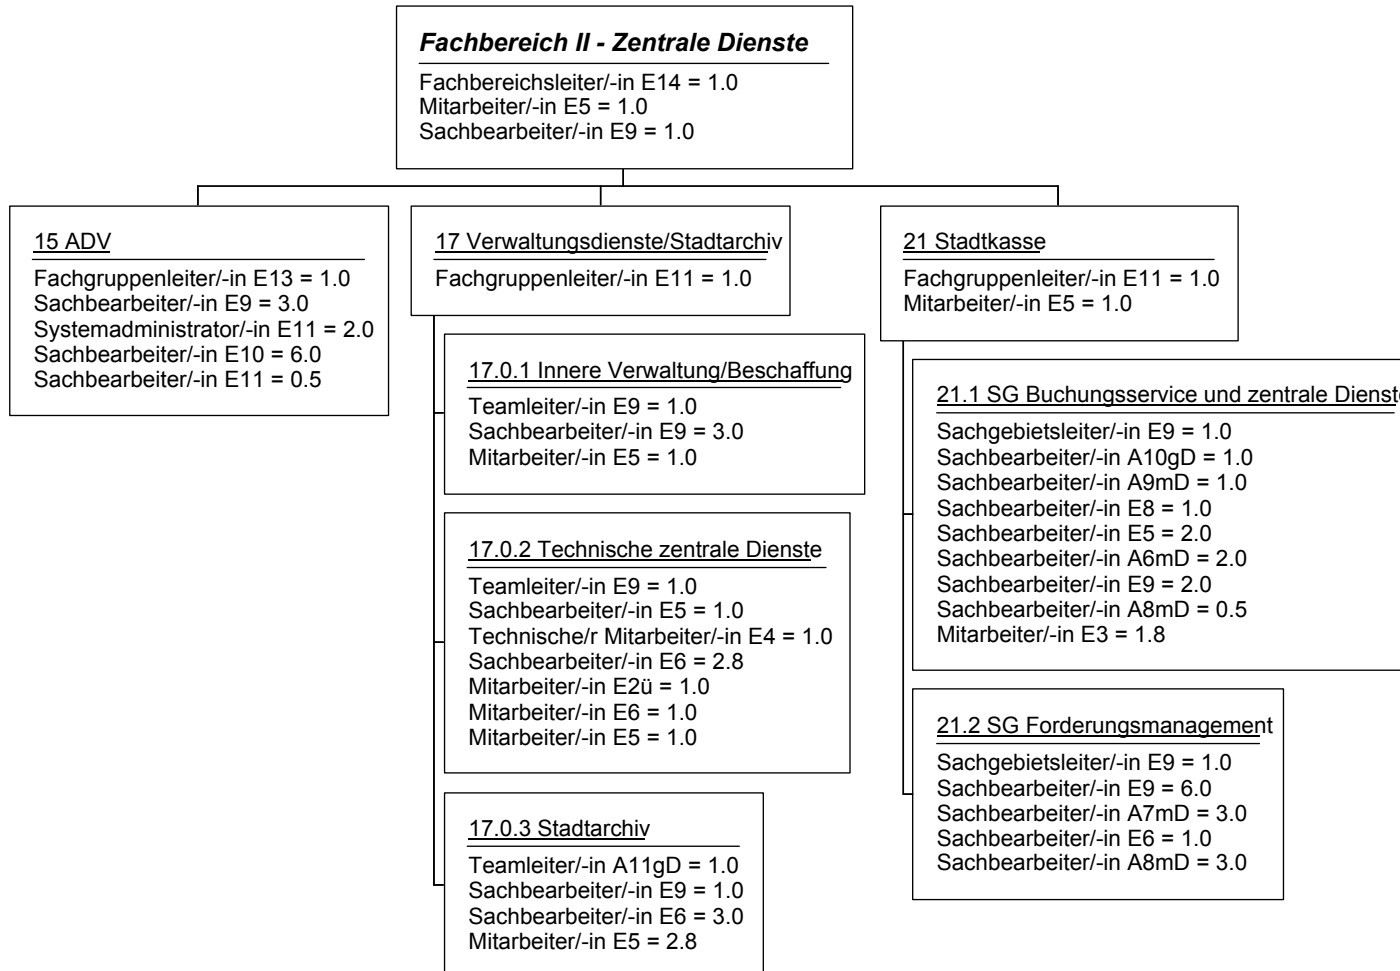 Fachbereich II - Zentrale Dienste
Fachbereichsleiter/-in E14 = 1.0
Mitarbeiter/-in E5 = 1.0
Sachbearbeiter/-in E9 = 1.0
15 ADV
Fachgruppenleiter/-in E13 = 1.0
Sachbearbeiter/-in E9 = 3.0
Systemadministrator/-in E11 = 2.0
Sachbearbeiter/-in E10 = 6.0
Sachbearbeiter/-in E11 = 0.5
17 Verwaltungsdienste/Stadtarchiv
Fachgruppenleiter/-in E11 = 1.0
17.0.1 Innere Verwaltung/Beschaffung
Teamleiter/-in E9 = 1.0
Sachbearbeiter/-in E9 = 3.0
Mitarbeiter/-in E5 = 1.0
17.0.2 Technische zentrale Dienste
Teamleiter/-in E9 = 1.0
Sachbearbeiter/-in E5 = 1.0
Technische/r Mitarbeiter/-in E4 = 1.0
Sachbearbeiter/-in E6 = 2.8
Mitarbeiter/-in E2ü = 1.0
Mitarbeiter/-in E6 = 1.0
Mitarbeiter/-in E5 = 1.0
17.0.3 Stadtarchiv
Teamleiter/-in A11gD = 1.0
Sachbearbeiter/-in E9 = 1.0
Sachbearbeiter/-in E6 = 3.0
Mitarbeiter/-in E5 = 2.8
21 Stadtkasse
Fachgruppenleiter/-in E11 = 1.0
Mitarbeiter/-in E5 = 1.0
21.1 SG Buchungsservice und zentrale Dienste
Sachgebietsleiter/-in E9 = 1.0
Sachbearbeiter/-in A10gD = 1.0
Sachbearbeiter/-in A9mD = 1.0
Sachbearbeiter/-in E8 = 1.0
Sachbearbeiter/-in E5 = 2.0
Sachbearbeiter/-in A6mD = 2.0
Sachbearbeiter/-in E9 = 2.0
Sachbearbeiter/-in A8mD = 0.5
Mitarbeiter/-in E3 = 1.8
21.2 SG Forderungsmanagement
Sachgebietsleiter/-in E9 = 1.0
Sachbearbeiter/-in E9 = 6.0
Sachbearbeiter/-in A7mD = 3.0
Sachbearbeiter/-in E6 = 1.0
Sachbearbeiter/-in A8mD = 3.0